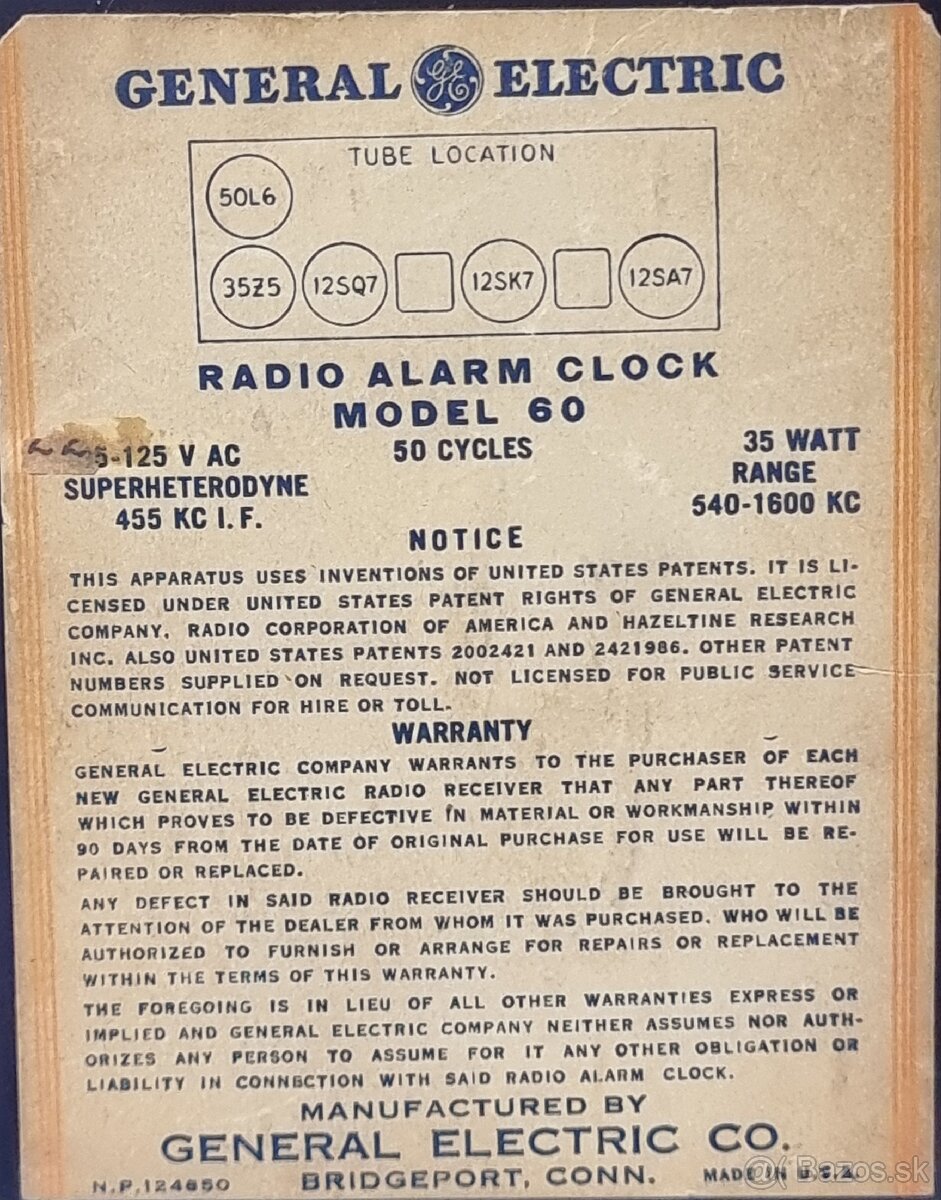 GENERAL GE ELECTRIC
TUBE LOCATION
50L6
35Z5 12SQ7 12SK7 12SA7
RADIO ALARM CLOCK
MODEL 60
5-125 V AC 50 CYCLES 35 WATT
SUPERHETERODYNE RANGE
455 KC I.F. 540-1600 KC
NOTICE
THIS APPARATUS USES INVENTIONS OF UNITED STATES PATENTS. IT IS LI-
CENSED UNDER UNITED STATES PATENT RIGHTS OF GENERAL ELECTRIC
COMPANY, RADIO CORPORATION OF AMERICA AND HAZELTINE RESEARCH
INC. ALSO UNITED STATES PATENTS 2002421 AND 2421986. OTHER PATENT
NUMBERS SUPPLIED ON REQUEST. NOT LICENSED FOR PUBLIC SERVICE
COMMUNICATION FOR HIRE OR TOLL.
WARRANTY
GENERAL ELECTRIC COMPANY WARRANTS TO THE PURCHASER OF EACH
NEW GENERAL ELECTRIC RADIO RECEIVER THAT ANY PART THEREOF
WHICH PROVES TO BE DEFECTIVE IN MATERIAL OR WORKMANSHIP WITHIN
90 DAYS FROM THE DATE OF ORIGINAL PURCHASE FOR USE WILL BE RE-
PAIRED OR REPLACED.
ANY DEFECT IN SAID RADIO RECEIVER SHOULD BE BROUGHT TO THE
ATTENTION OF THE DEALER FROM WHOM IT WAS PURCHASED. WHO WILL BE
AUTHORIZED TO FURNISH OR ARRANGE FOR REPAIRS OR REPLACEMENT
WITHIN THE TERMS OF THIS WARRANTY.
THE FOREGOING IS IN LIEU OF ALL OTHER WARRANTIES EXPRESS OR
IMPLIED AND GENERAL ELECTRIC COMPANY NEITHER ASSUMES NOR AUTH-
ORIZES ANY PERSON TO ASSUME FOR IT ANY OTHER OBLIGATION OR
LIABILITY IN CONNECTION WITH SAID RADIO ALARM CLOCK.
MANUFACTURED BY
GENERAL ELECTRIC CO.
N.P.124650 BRIDGEPORT, CONN. MADE IN U.S.A.
Bazos.sk